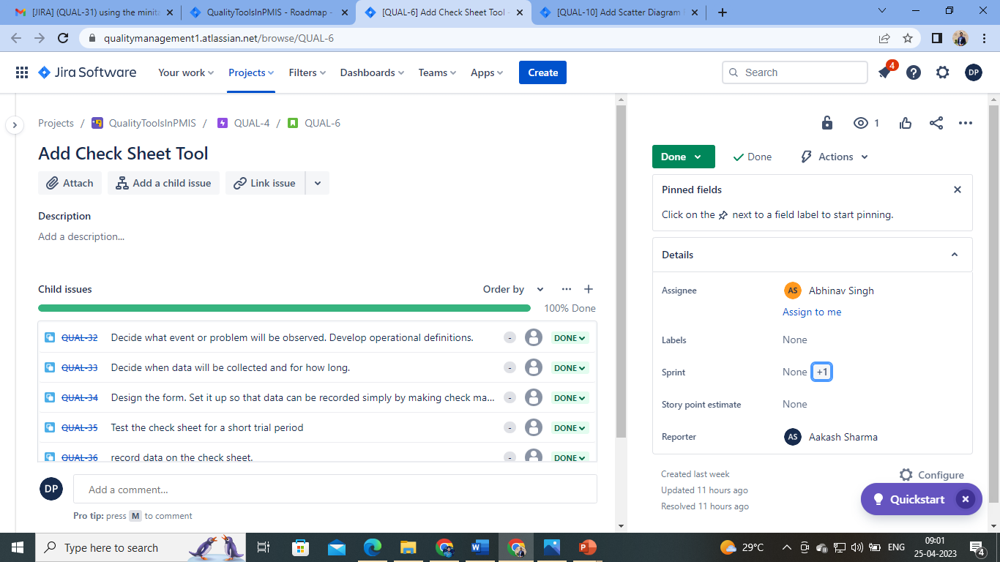 [JIRA] (QUAL-31) using the minita
QualityToolsInPMIS - Roadmap -
[QUAL-6] Add Check Sheet Tool -
[QUAL-10] Add Scatter Diagram
qualitymanagement1.atlassian.net/browse/QUAL-6
Jira Software
Your work
Projects
Filters
Dashboards
Teams
Apps
Create
Search
4
DP
Projects / QualityToolsInPMIS / QUAL-4 / QUAL-6
1
Add Check Sheet Tool
Done
Done
Actions
Attach
Add a child issue
Link issue
Pinned fields
Click on the next to a field label to start pinning.
Description
Add a description...
Details
Child issues
Order by
100% Done
QUAL-32 Decide what event or problem will be observed. Develop operational definitions. - DONE
QUAL-33 Decide when data will be collected and for how long. - DONE
QUAL-34 Design the form. Set it up so that data can be recorded simply by making check ma... - DONE
QUAL-35 Test the check sheet for a short trial period - DONE
QUAL-36 record data on the check sheet. - DONE
Assignee AS Abhinav Singh
Assign to me
Labels None
Sprint None +1
Story point estimate None
Reporter AS Aakash Sharma
DP
Add a comment...
Pro tip: press M to comment
Created last week
Configure
Updated 11 hours ago
Resolved 11 hours ago
Quickstart
Type here to search
29°C
ENG
09:01
25-04-2023
4